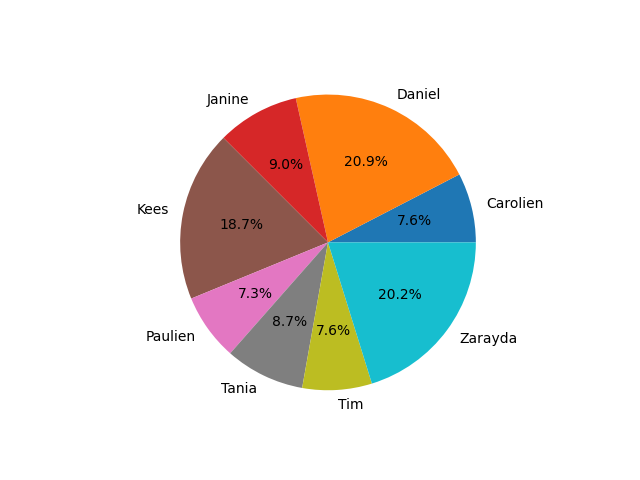 Daniel
Janine
20.9%
9.0%
Carolien
Kees
7.6%
18.7%
7.3%
20.2%
8.7%
7.6%
Paulien
Zarayda
Tania
Tim